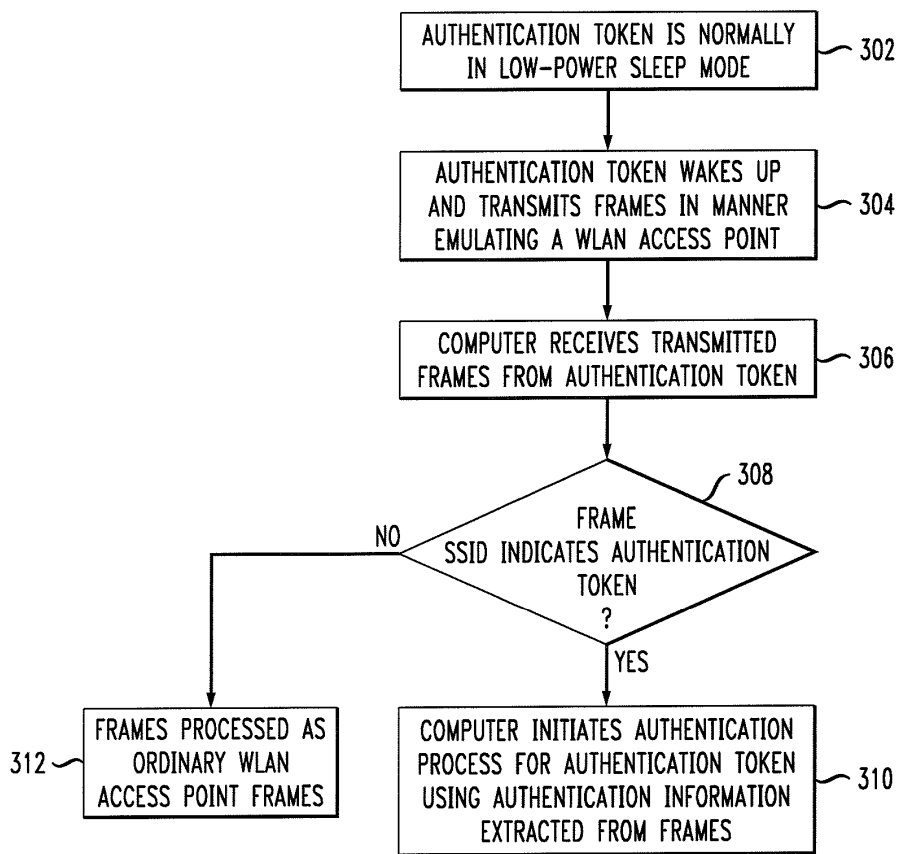 AUTHENTICATION TOKEN IS NORMALLY
IN LOW-POWER SLEEP MODE
302
AUTHENTICATION TOKEN WAKES UP
AND TRANSMITS FRAMES IN MANNER
EMULATING A WLAN ACCESS POINT
304
COMPUTER RECEIVES TRANSMITTED
FRAMES FROM AUTHENTICATION TOKEN
306
308
FRAME
SSID INDICATES AUTHENTICATION
TOKEN
?
NO
YES
312
FRAMES PROCESSED AS
ORDINARY WLAN
ACCESS POINT FRAMES
COMPUTER INITIATES AUTHENTICATION
PROCESS FOR AUTHENTICATION TOKEN
USING AUTHENTICATION INFORMATION
EXTRACTED FROM FRAMES
310